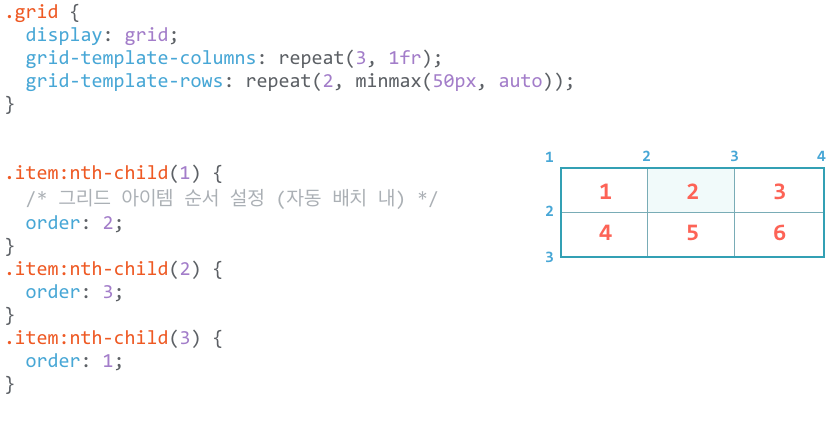 .grid {
  display: grid;
  grid-template-columns: repeat(3, 1fr);
  grid-template-rows: repeat(2, minmax(50px, auto));
}
.item:nth-child(1) {
  /* 그리드 아이템 순서 설정 (자동 배치 내) */
  order: 2;
}
.item:nth-child(2) {
  order: 3;
}
.item:nth-child(3) {
  order: 1;
}
1 2 3 4
1 2 3
2
4 5 6
3